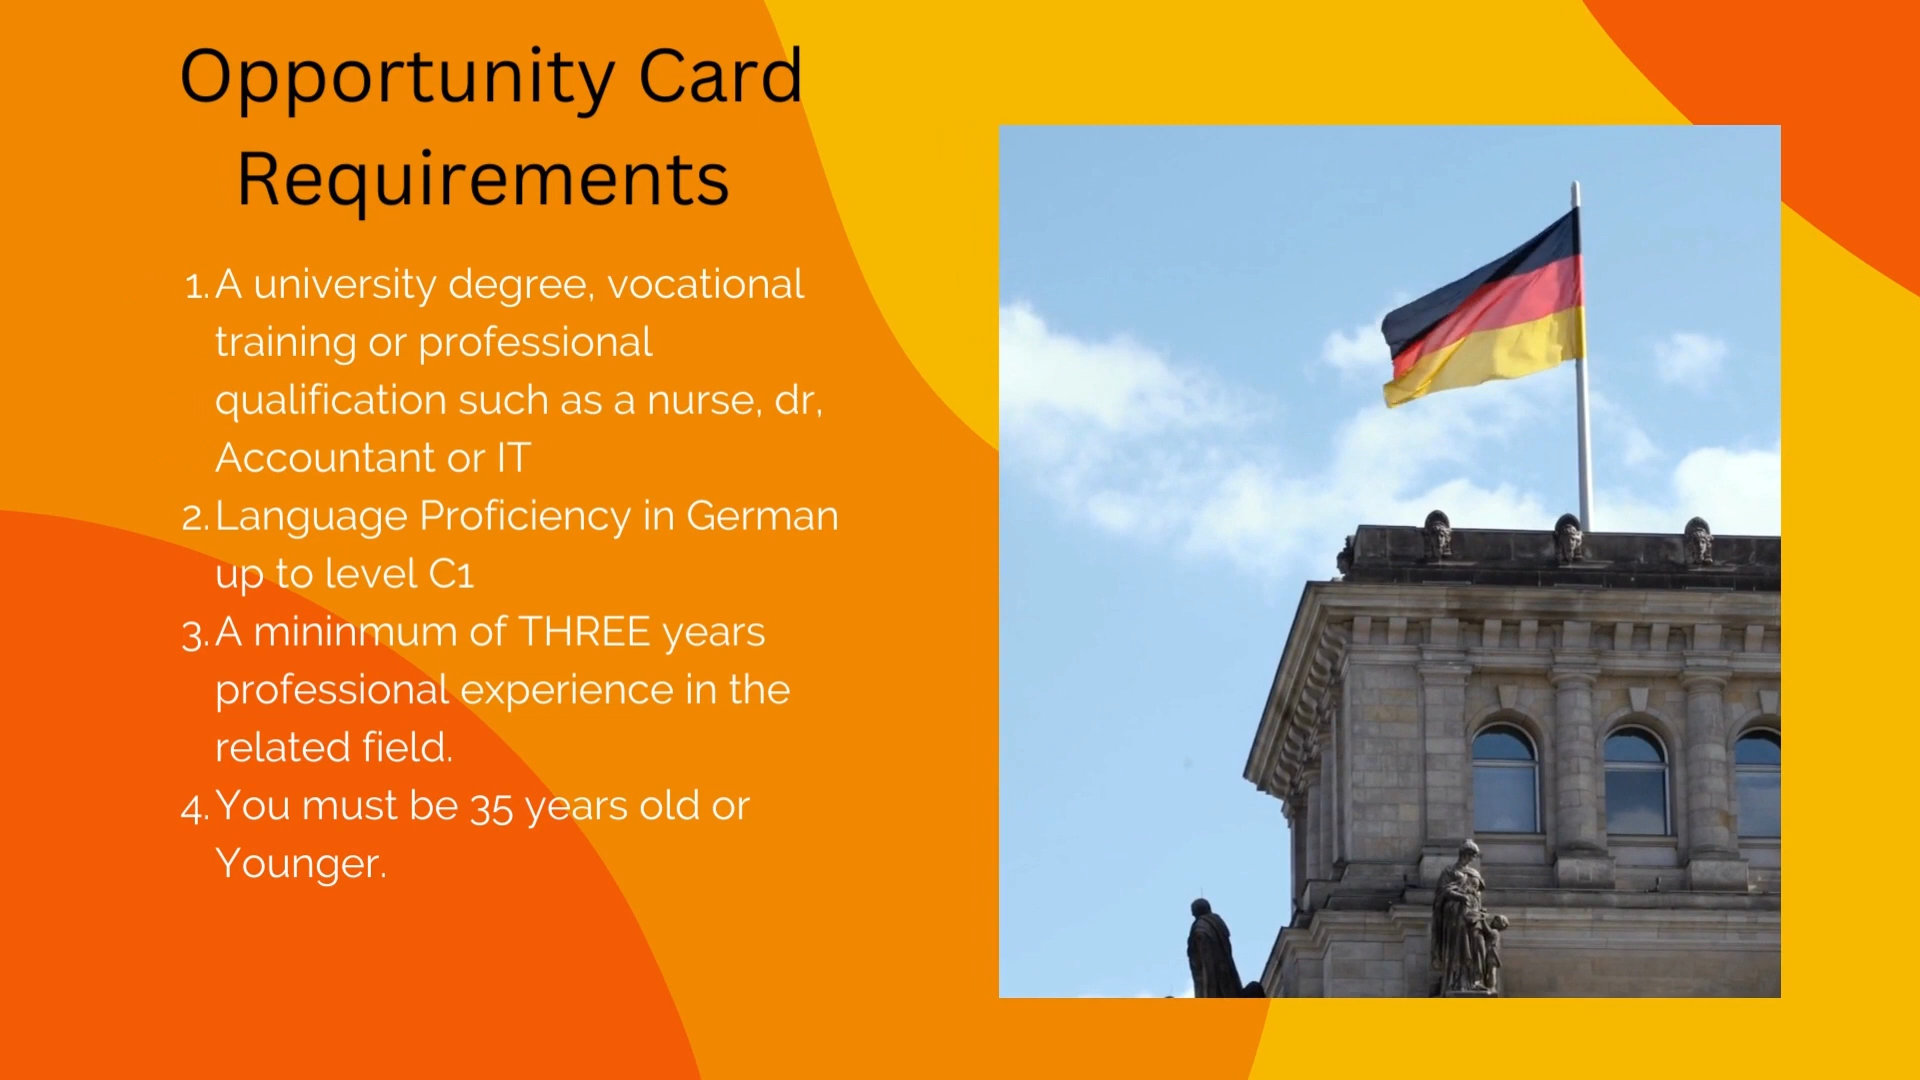 Opportunity Card
Requirements
1. A university degree, vocational
training or professional
qualification such as a nurse, dr,
Accountant or IT
2. Language Proficiency in German
up to level C1
3. A mininmum of THREE years
professional experience in the
related field.
4. You must be 35 years old or
Younger.